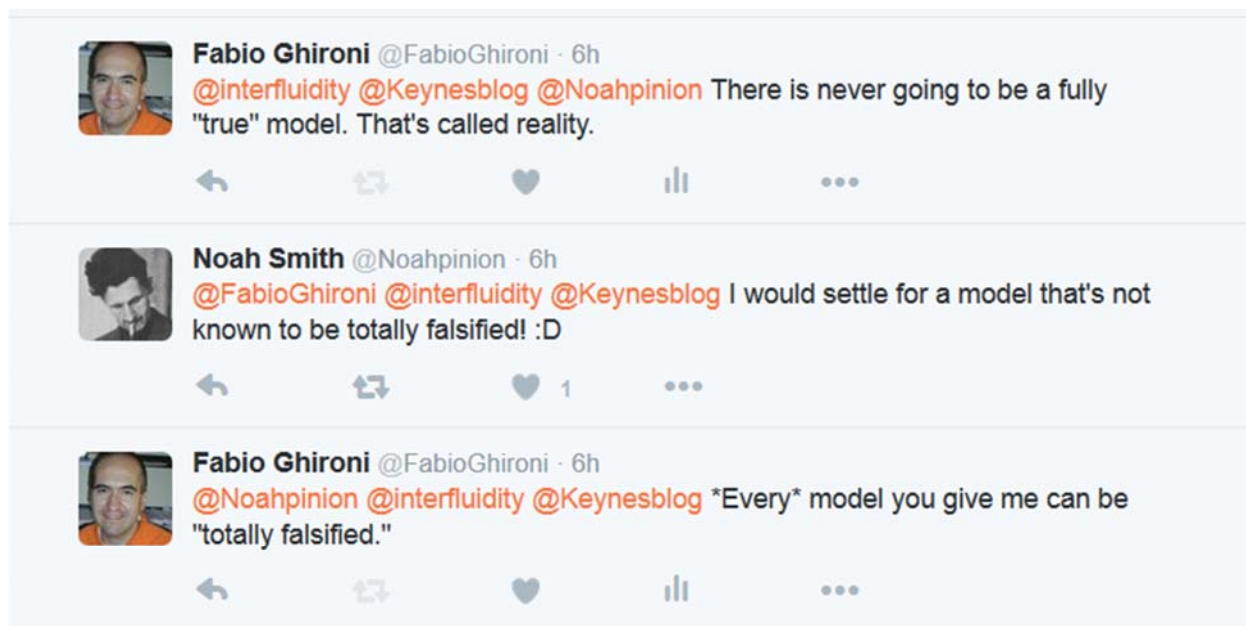 Fabio Ghironi @FabioGhironi · 6h
@interfluidity @Keynesblog @Noahpinion There is never going to be a fully
"true" model. That's called reality.
Noah Smith @Noahpinion · 6h
@FabioGhironi @interfluidity @Keynesblog I would settle for a model that's not
known to be totally falsified! :D
1
Fabio Ghironi @FabioGhironi · 6h
@Noahpinion @interfluidity @Keynesblog *Every* model you give me can be
"totally falsified."